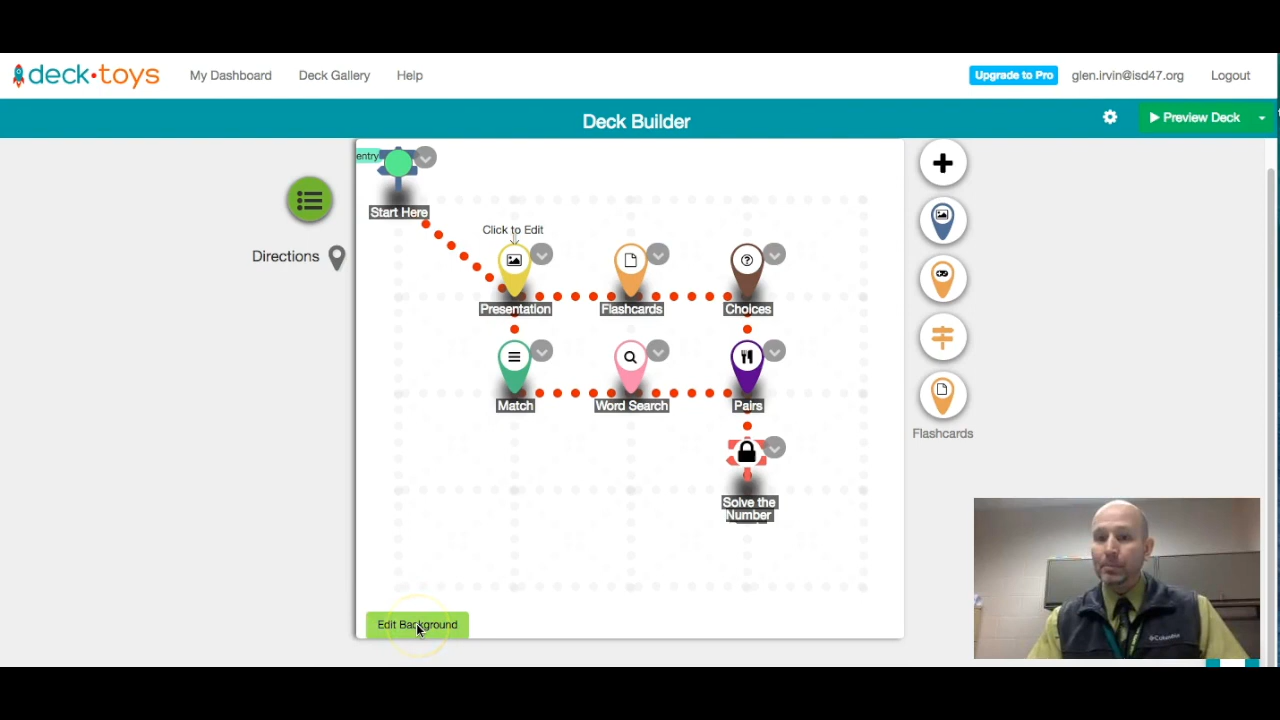 deck•toys
My Dashboard
Deck Gallery
Help
Upgrade to Pro
glen.irvin@isd47.org
Logout
Deck Builder
Preview Deck
entry
Start Here
Directions
Click to Edit
Presentation
Flashcards
Choices
Match
Word Search
Pairs
Solve the
Number
Flashcards
Edit Background
Columbia